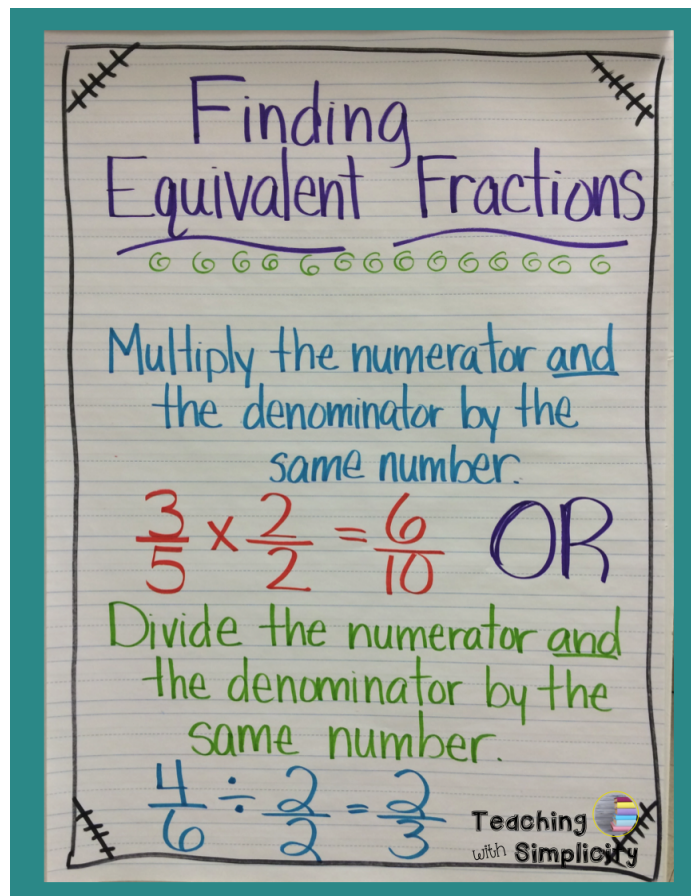 Finding
Equivalent Fractions
Multiply the numerator and
the denominator by the
same number.
3/5 x 2/2 = 6/10 OR
Divide the numerator and
the denominator by the
same number.
4/6 ÷ 2/2 = 2/3
Teaching
with Simplicity